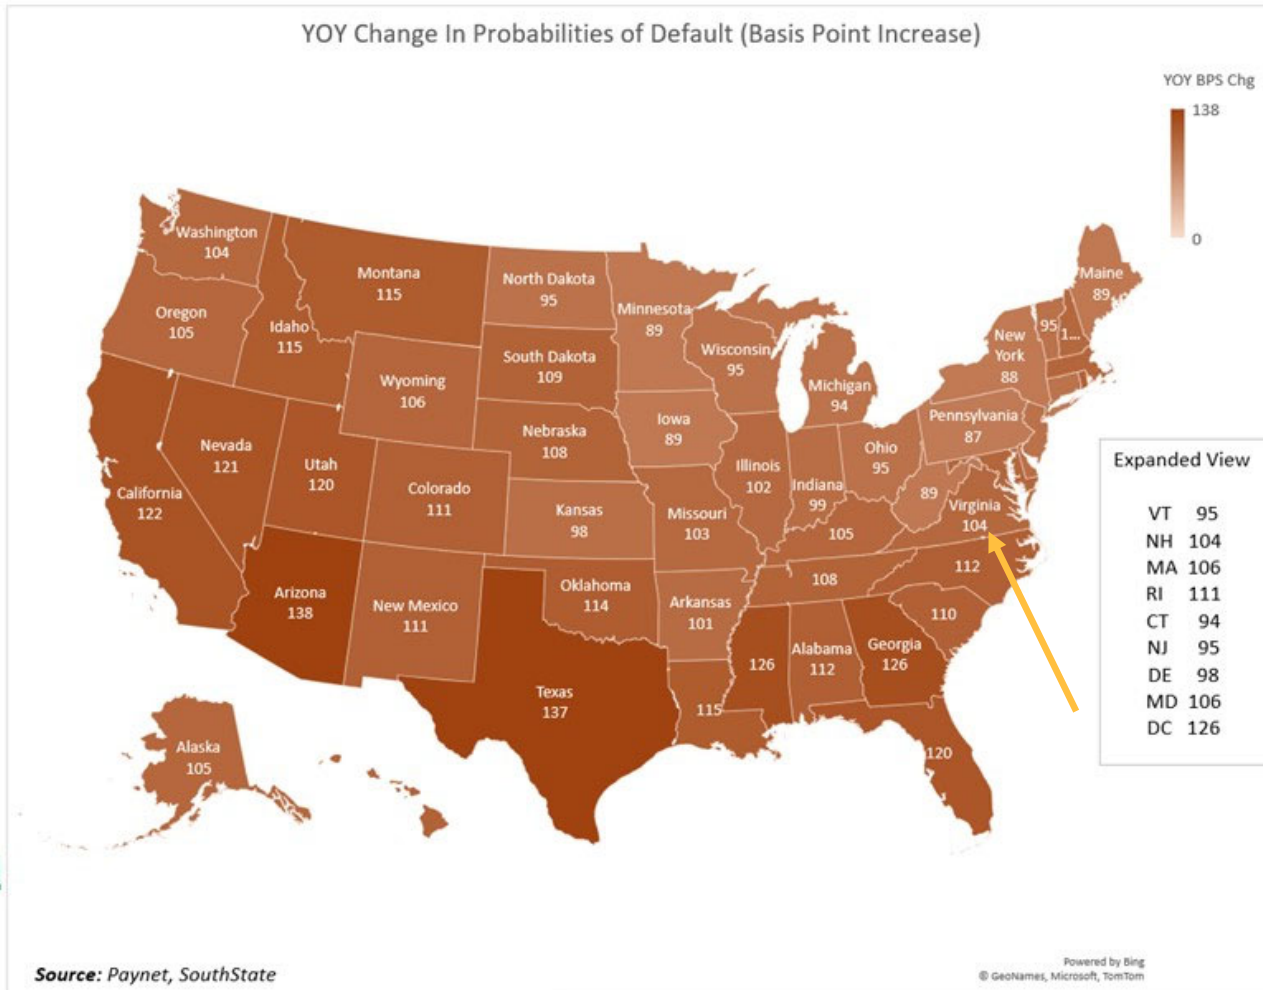 YOY Change In Probabilities of Default (Basis Point Increase)
YOY BPS Chg
138
0
Washington
104
Oregon
105
Idaho
115
Montana
115
North Dakota
95
Minnesota
89
Wisconsin
95
Michigan
94
Maine
89
95
1...
New
York
88
South Dakota
109
Wyoming
106
Nebraska
108
Iowa
89
Pennsylvania
87
Nevada
121
Utah
120
California
122
Colorado
111
Kansas
98
Missouri
103
Illinois
102
Indiana
99
Ohio
95
89
Virginia
104
105
Arizona
138
New Mexico
111
Oklahoma
114
Arkansas
101
108
112
110
Texas
137
115
126
Alabama
112
Georgia
126
120
Alaska
105
Expanded View
VT 95
NH 104
MA 106
RI 111
CT 94
NJ 95
DE 98
MD 106
DC 126
Source: Paynet, SouthState
Powered by Bing
© GeoNames, Microsoft, TomTom